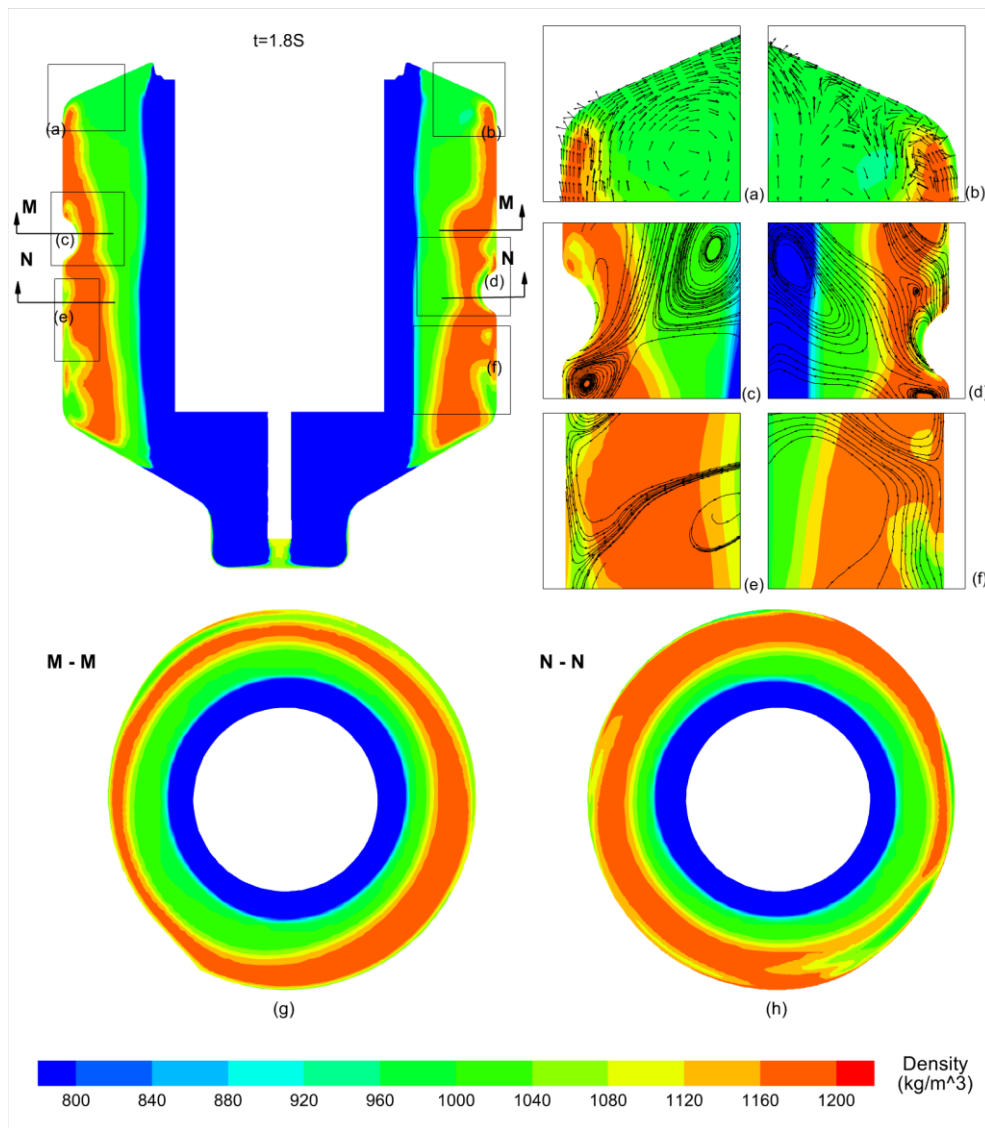 t=1.8S
(a)
(b)
M
M
(c)
N
N
(d)
(e)
(f)
(a)
(b)
(c)
(d)
(e)
(f)
M - M
N - N
(g)
(h)
Density
(kg/m^3)
800 840 880 920 960 1000 1040 1080 1120 1160 1200